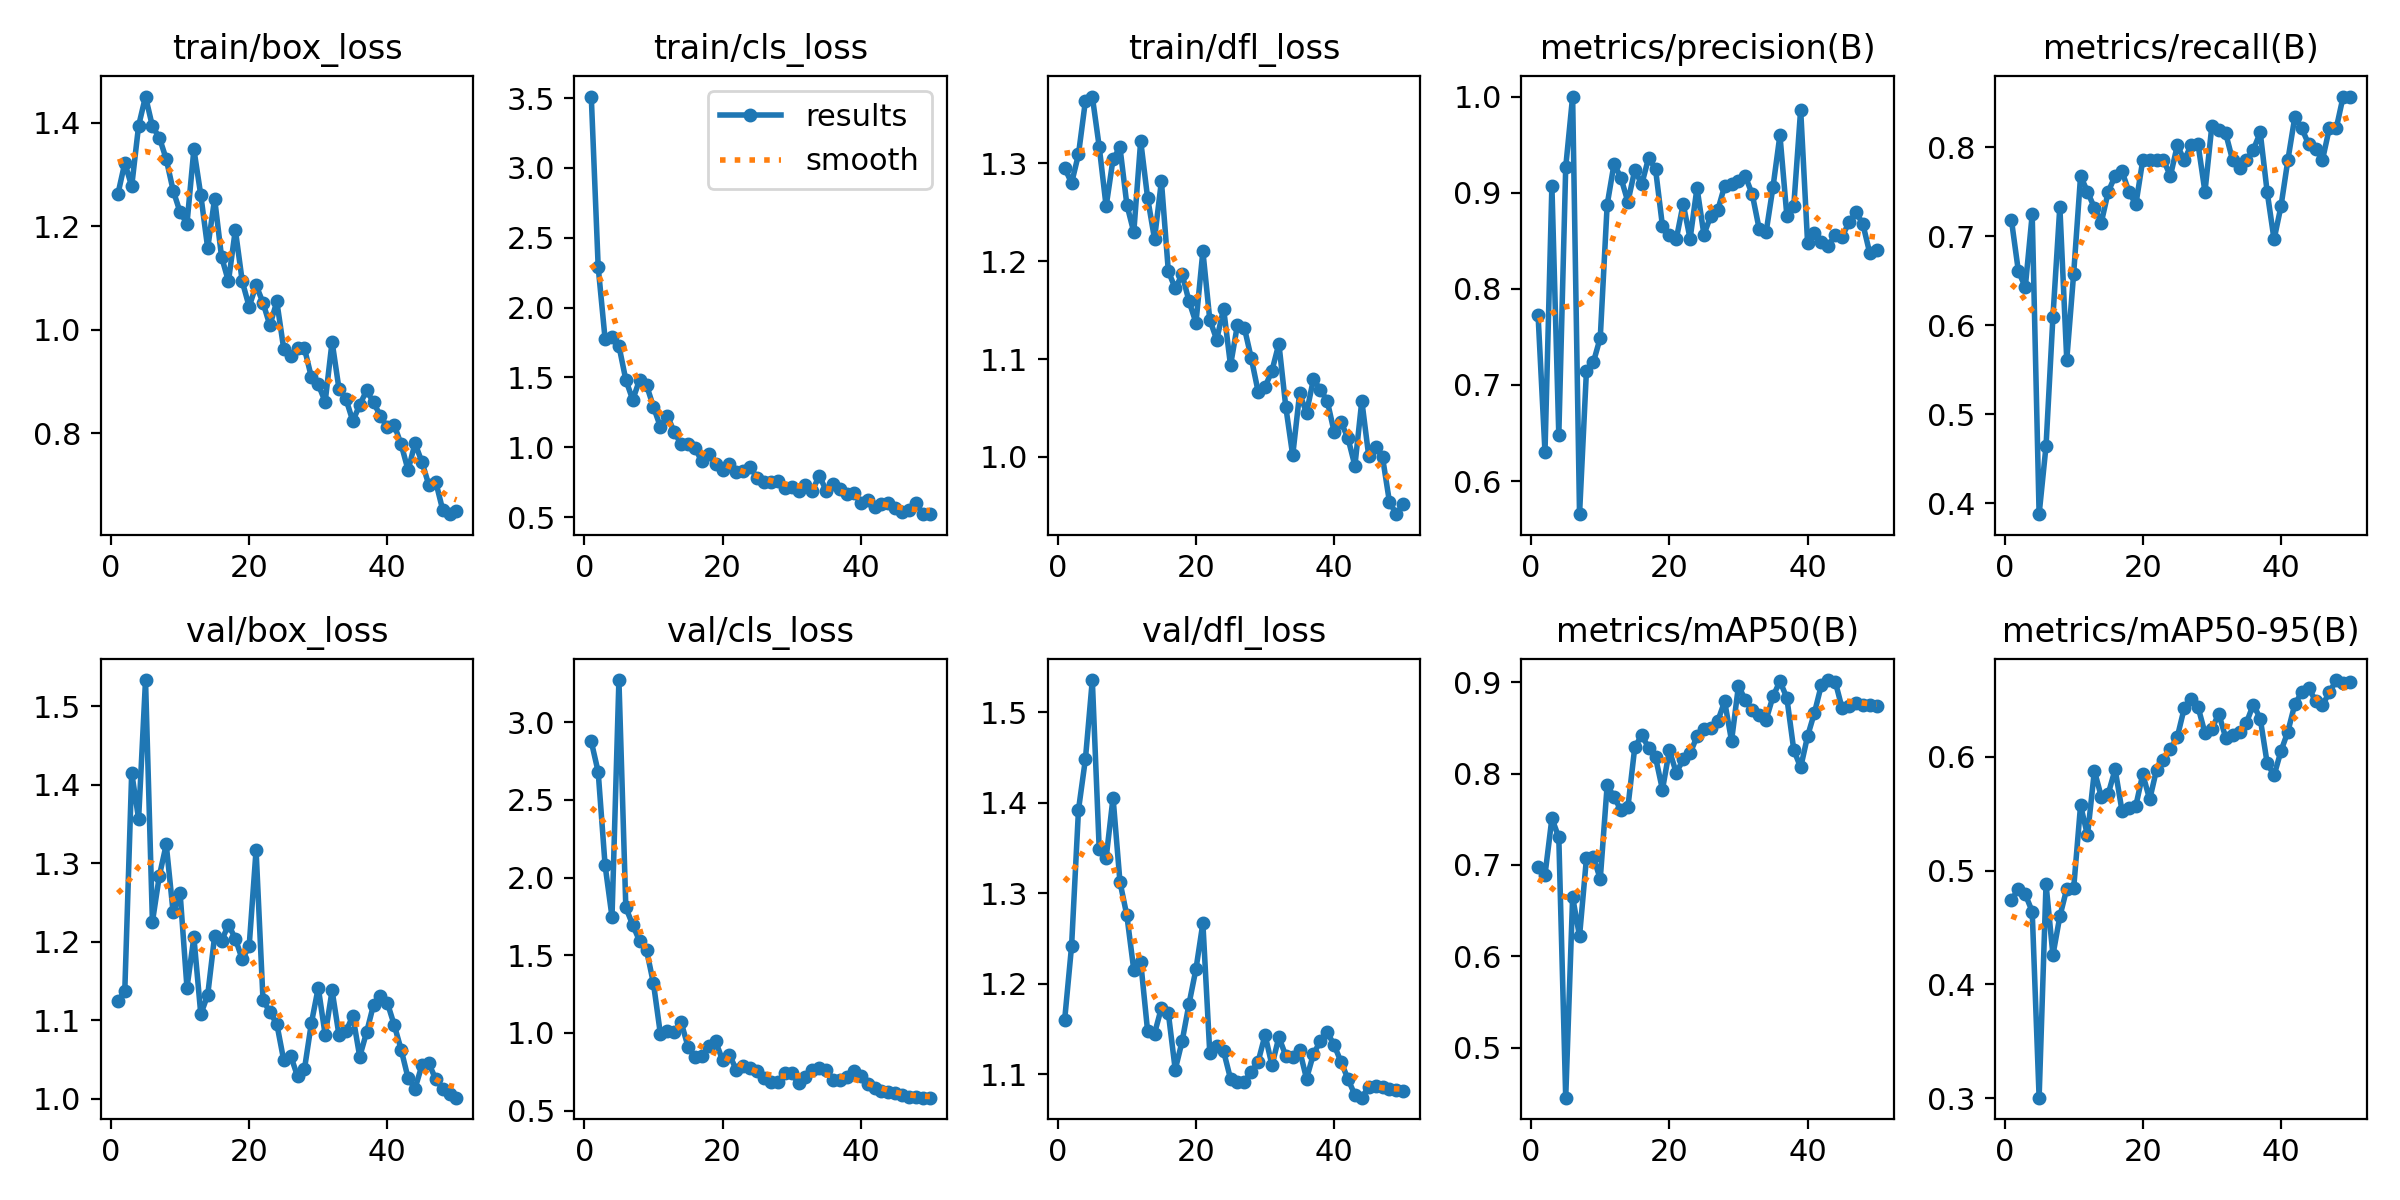 train/box_loss
train/cls_loss
train/dfl_loss
metrics/precision(B)
metrics/recall(B)
1.4
1.2
1.0
0.8
0 20 40
3.5
3.0
2.5
2.0
1.5
1.0
0.5
results
smooth
0 20 40
1.3
1.2
1.1
1.0
0 20 40
1.0
0.9
0.8
0.7
0.6
0 20 40
0.8
0.7
0.6
0.5
0.4
0 20 40
val/box_loss
val/cls_loss
val/dfl_loss
metrics/mAP50(B)
metrics/mAP50-95(B)
1.5
1.4
1.3
1.2
1.1
1.0
0 20 40
3.0
2.5
2.0
1.5
1.0
0.5
0 20 40
1.5
1.4
1.3
1.2
1.1
0 20 40
0.9
0.8
0.7
0.6
0.5
0 20 40
0.6
0.5
0.4
0.3
0 20 40